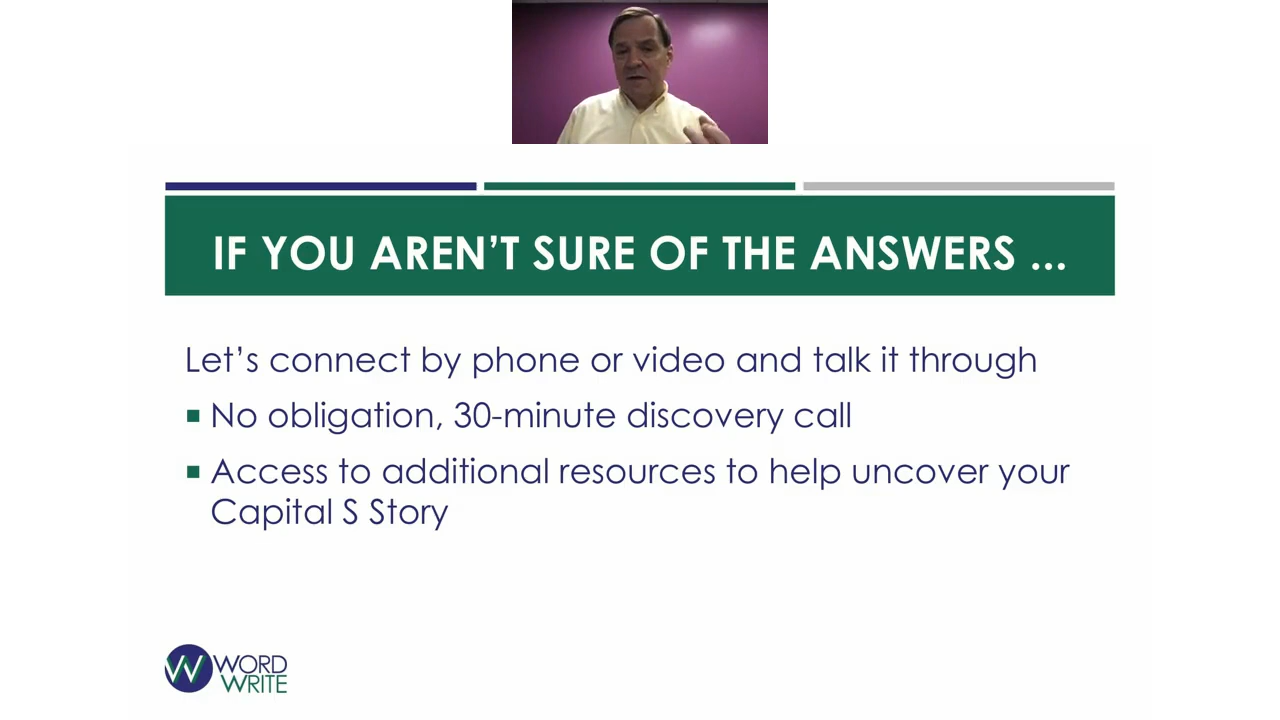 IF YOU AREN’T SURE OF THE ANSWERS ...
Let’s connect by phone or video and talk it through
No obligation, 30-minute discovery call
Access to additional resources to help uncover your
Capital S Story
W WORD
WRITE